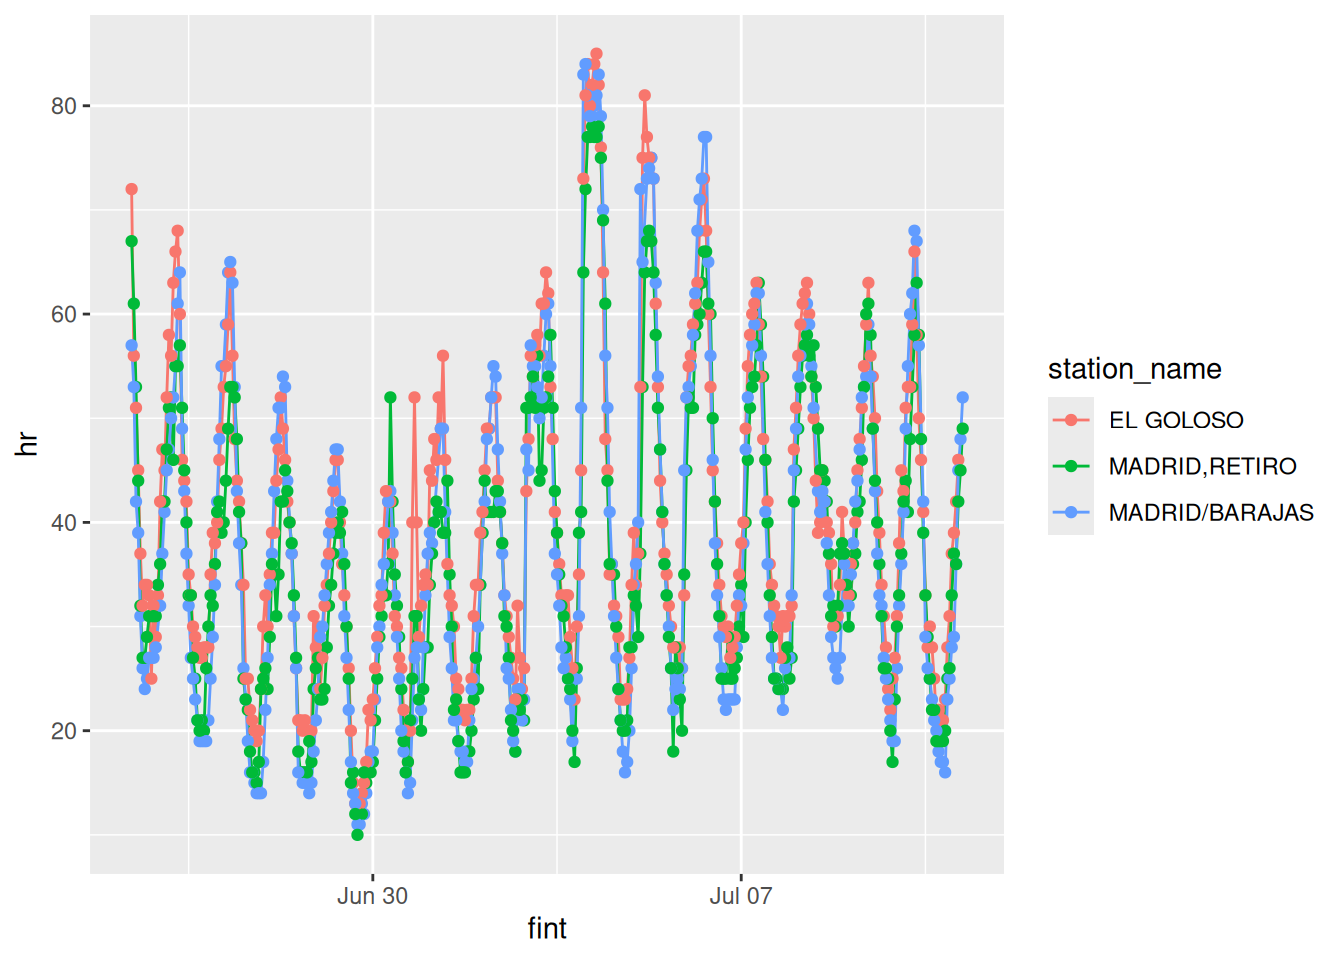 80
60
40
20
hr
Jun 30
Jul 07
fint
station_name
EL GOLOSO
MADRID,RETIRO
MADRID/BARAJAS